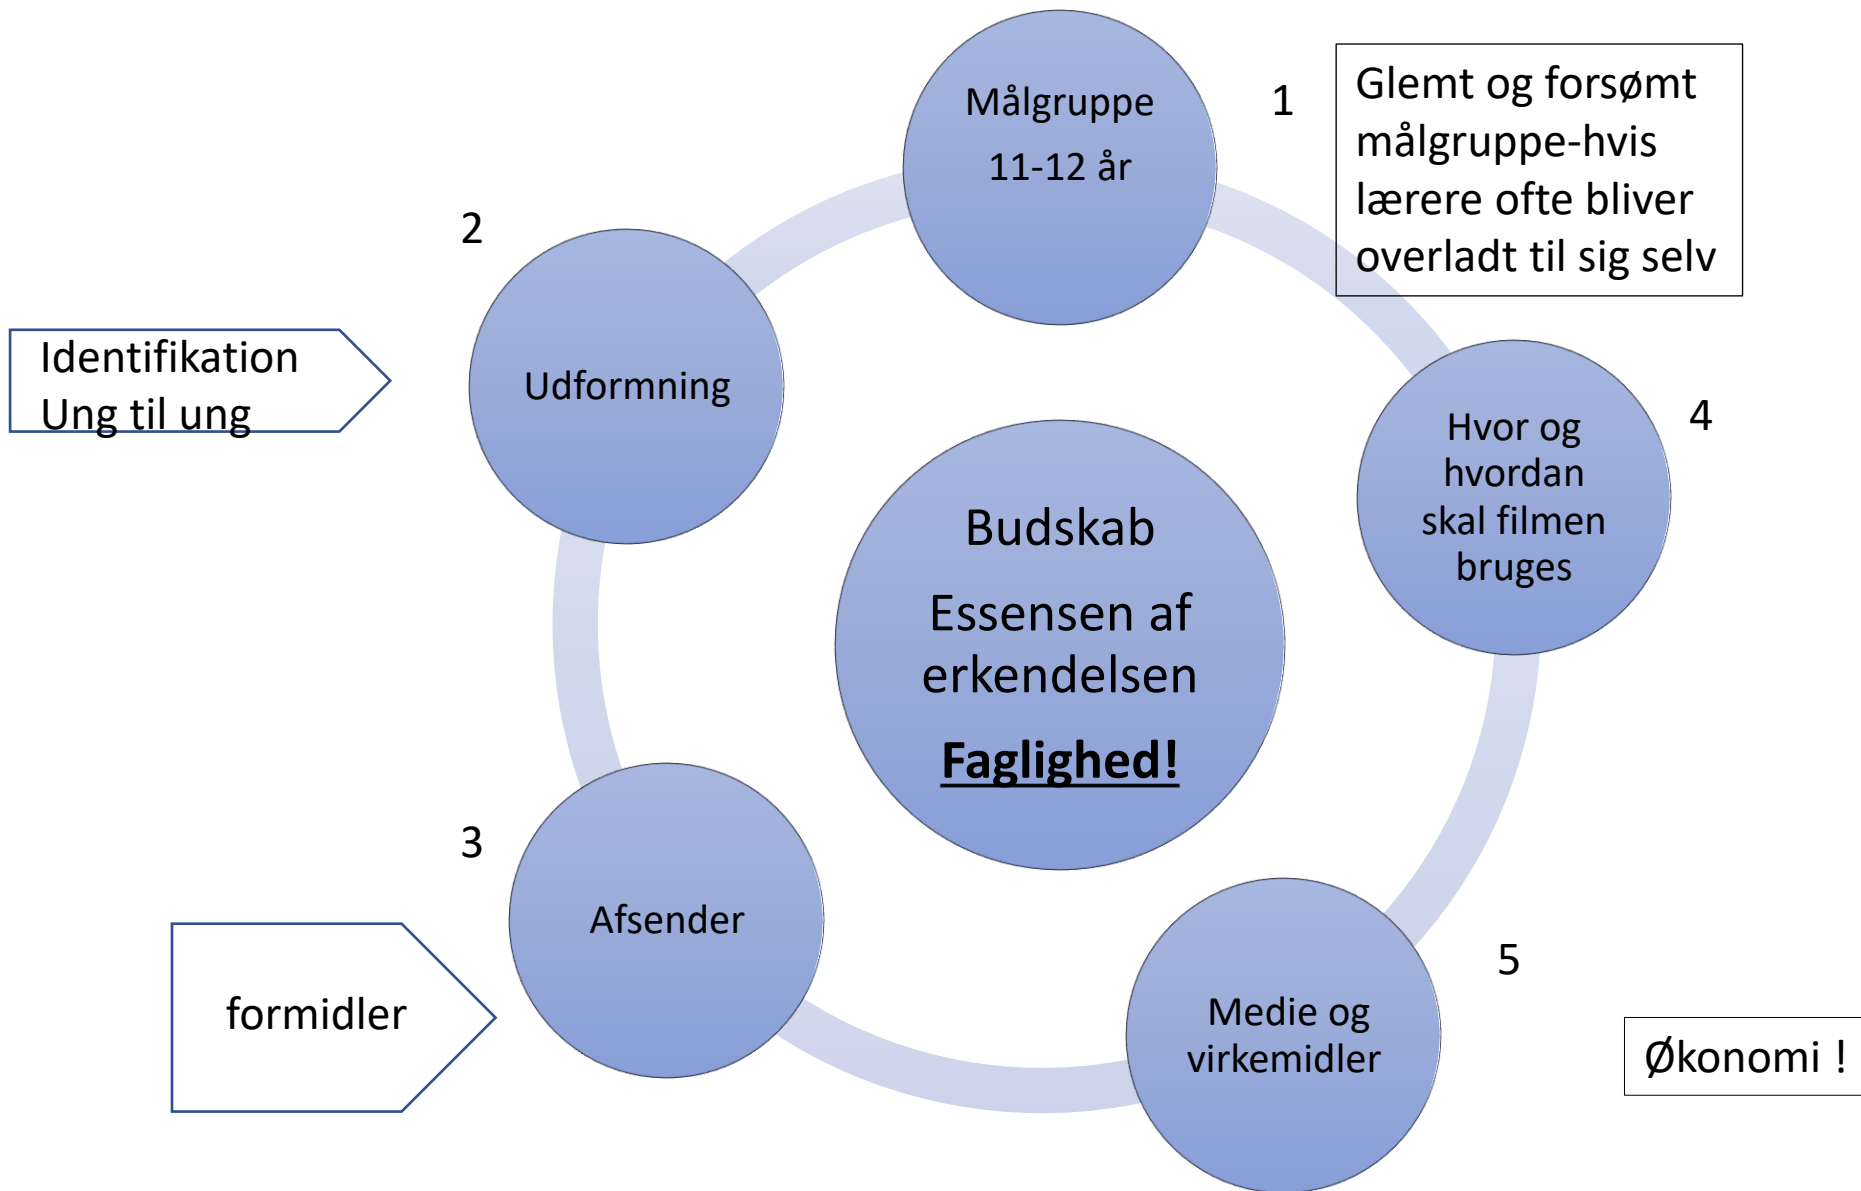 Målgruppe
11-12 år
1
Glemt og forsømt
målgruppe-hvis
lærere ofte bliver
overladt til sig selv
2
Udformning
Identifikation
Ung til ung
3
Afsender
formidler
4
Hvor og
hvordan
skal filmen
bruges
5
Medie og
virkemidler
Økonomi !
Budskab
Essensen af
erkendelsen
Faglighed!